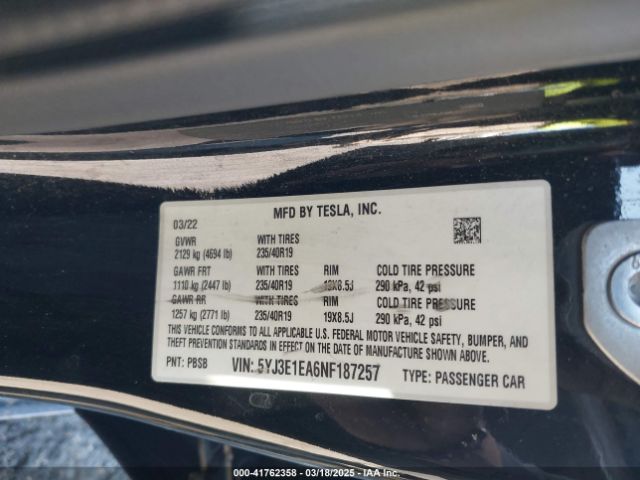 MFD BY TESLA, INC.
03/22
GVWR WITH TIRES
2129 kg (4694 lb) 235/40R19
GAWR FRT WITH TIRES RIM COLD TIRE PRESSURE
1110 kg (2447 lb) 235/40R19 19X8.5J 290 kPa, 42 psi
GAWR RR WITH TIRES RIM COLD TIRE PRESSURE
1257 kg (2771 lb) 235/40R19 19X8.5J 290 kPa, 42 psi
THIS VEHICLE CONFORMS TO ALL APPLICABLE U.S. FEDERAL MOTOR VEHICLE SAFETY, BUMPER, AND
THEFT PREVENTION STANDARDS IN EFFECT ON THE DATE OF MANUFACTURE SHOWN ABOVE.
PNT: PBSB VIN: 5YJ3E1EA6NF187257 TYPE: PASSENGER CAR
000-41762358 - 03/18/2025 - IAA Inc.